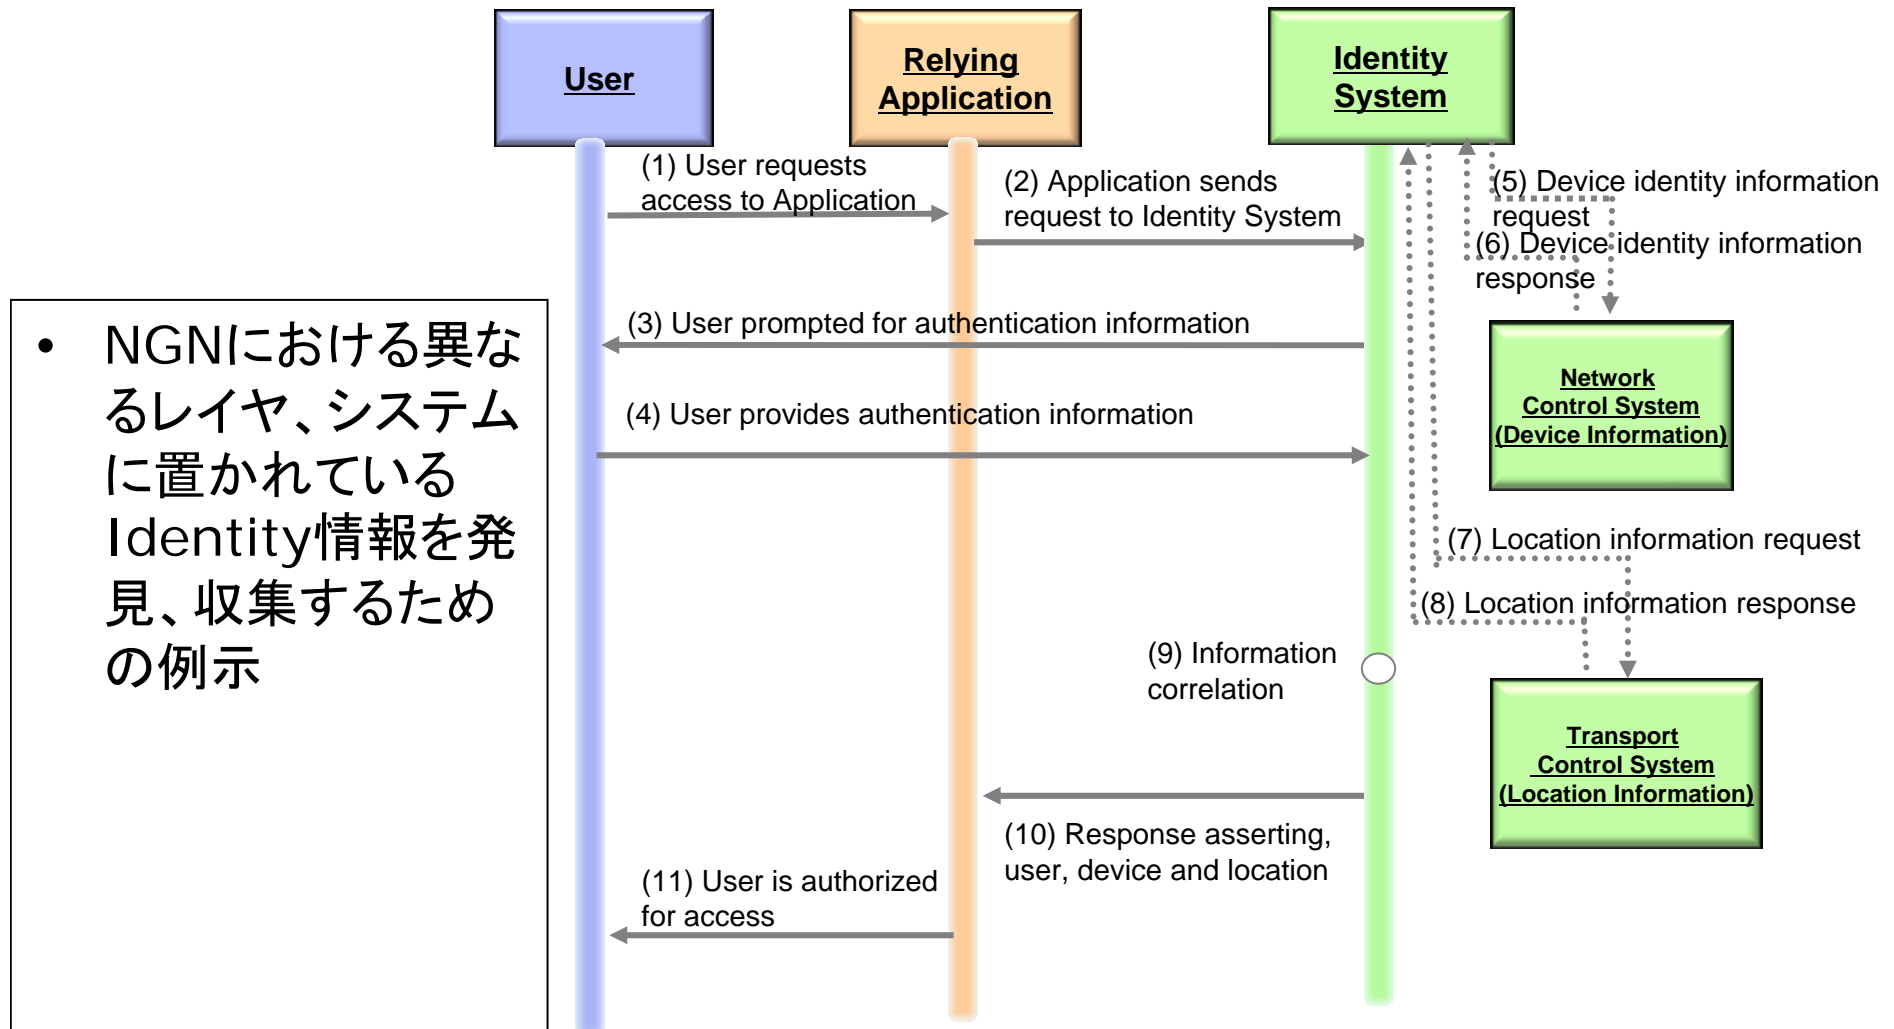 User
Relying
Application
Identity
System
(1) User requests
access to Application
(2) Application sends
request to Identity System
(5) Device identity information
request
(6) Device identity information
response
(3) User prompted for authentication information
(4) User provides authentication information
Network
Control System
(Device Information)
• NGNにおける異な
るレイヤ、システム
に置かれている
Identity情報を発
見、収集するため
の例示
(7) Location information request
(8) Location information response
(9) Information
correlation
Transport
Control System
(Location Information)
(10) Response asserting,
user, device and location
(11) User is authorized
for access